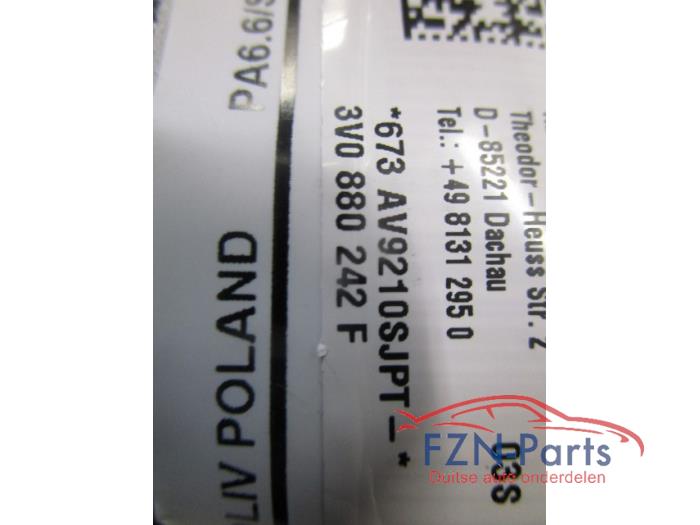 Theodor-Heuss Str. 2
D-85221 Dachau
Tel.: +49 8131 295 0
*673 AV9210SJPT-_*
3V0 880 242 F
03S
PA6.6/
LIV POLAND
FZN-Parts
Duitse auto onderdelen